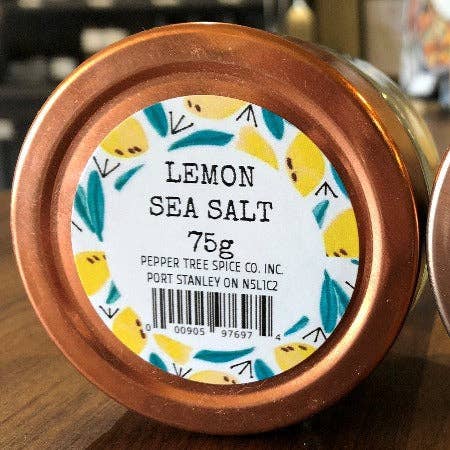 LEMON
SEA SALT
75g
PEPPER TREE SPICE CO. INC.
PORT STANLEY ON N5L1C2
0 00905 97697 4